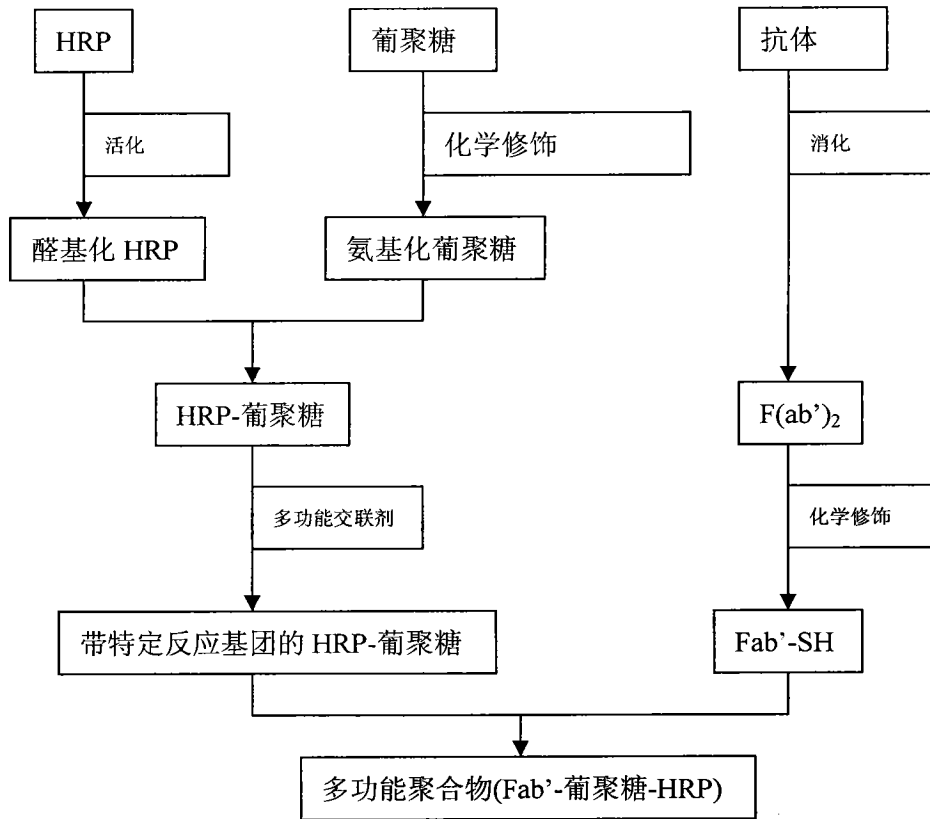 HRP
葡聚糖
抗体
活化
化学修饰
消化
醛基化 HRP
氨基化葡聚糖
HRP-葡聚糖
F(ab’)₂
多功能交联剂
化学修饰
带特定反应基团的 HRP-葡聚糖
Fab’-SH
多功能聚合物(Fab’-葡聚糖-HRP)